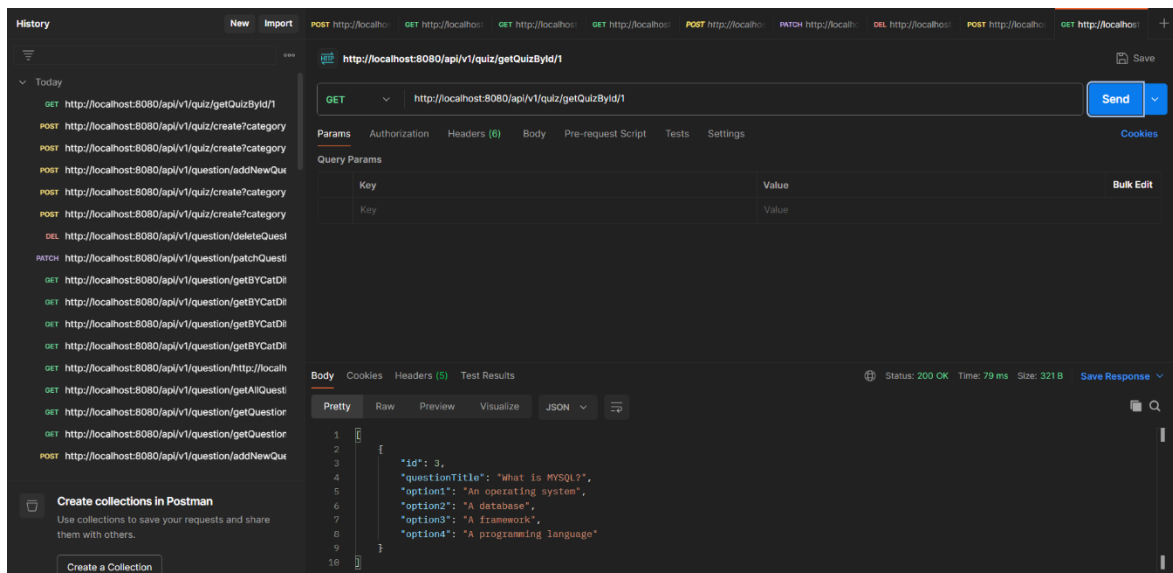 History New Import
Today
GET http://localhost:8080/api/v1/quiz/getQuizById/1
POST http://localhost:8080/api/v1/quiz/create?category
POST http://localhost:8080/api/v1/quiz/create?category
POST http://localhost:8080/api/v1/question/addNewQue
POST http://localhost:8080/api/v1/quiz/create?category
POST http://localhost:8080/api/v1/quiz/create?category
DEL http://localhost:8080/api/v1/question/deleteQuest
PATCH http://localhost:8080/api/v1/question/patchQuesti
GET http://localhost:8080/api/v1/question/getBYCatDif
GET http://localhost:8080/api/v1/question/getBYCatDif
GET http://localhost:8080/api/v1/question/getBYCatDif
GET http://localhost:8080/api/v1/question/getBYCatDif
GET http://localhost:8080/api/v1/question/http://localh
GET http://localhost:8080/api/v1/question/getAllQuesti
GET http://localhost:8080/api/v1/question/getQuestion
GET http://localhost:8080/api/v1/question/getQuestion
POST http://localhost:8080/api/v1/question/addNewQue
Create collections in Postman
Use collections to save your requests and share
them with others.
Create a Collection
POST http://localho GET http://localhost GET http://localhost GET http://localhost POST http://localho PATCH http://localho DEL http://localhost POST http://localho GET http://localhost
HTTP http://localhost:8080/api/v1/quiz/getQuizById/1 Save
GET http://localhost:8080/api/v1/quiz/getQuizById/1 Send
Params Authorization Headers (6) Body Pre-request Script Tests Settings Cookies
Query Params
Key Value Bulk Edit
Key Value
Body Cookies Headers (5) Test Results Status: 200 OK Time: 79 ms Size: 321 B Save Response
Pretty Raw Preview Visualize JSON
1 [
2 {
3 "id": 3,
4 "questionTitle": "What is MYSQL?",
5 "option1": "An operating system",
6 "option2": "A database",
7 "option3": "A framework",
8 "option4": "A programming language"
9 }
10 ]